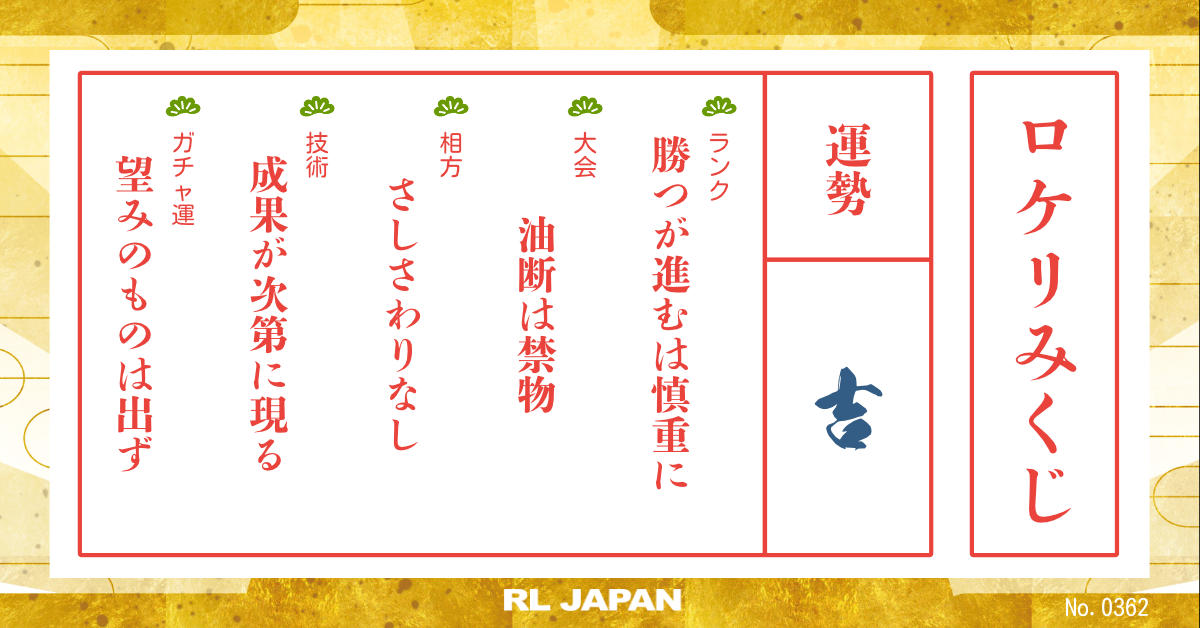 ロケリみくじ
運勢
吉
ランク
勝つが進むは慎重に
大会
油断は禁物
相方
さしさわりなし
技術
成果が次第に現る
ガチャ運
望みのものは出ず
RL JAPAN
No. 0362